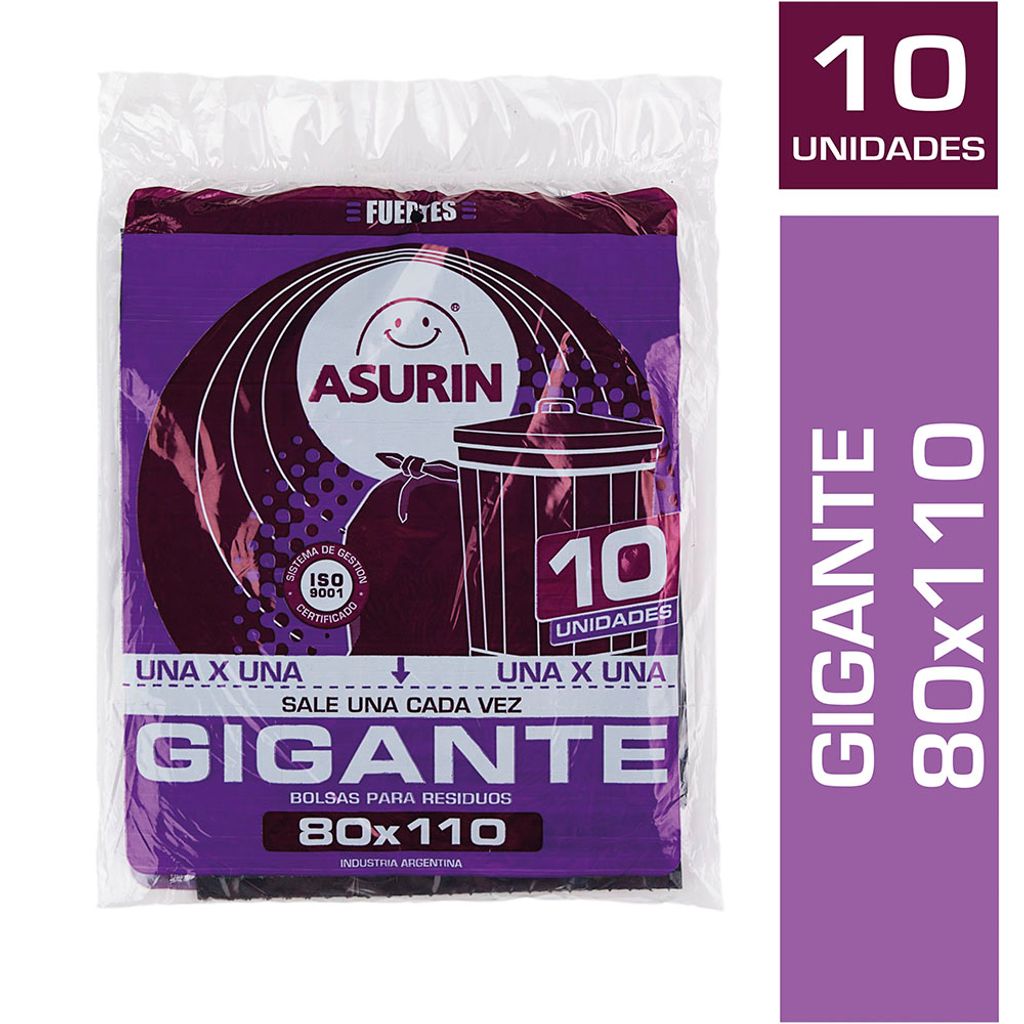 10
UNIDADES
GIGANTE
80x110
FUERTES
®
ASURIN
SISTEMA DE GESTION
ISO
9001
CERTIFICADO
10
UNIDADES
UNA X UNA UNA X UNA
SALE UNA CADA VEZ
GIGANTE
BOLSAS PARA RESIDUOS
80x110
INDUSTRIA ARGENTINA